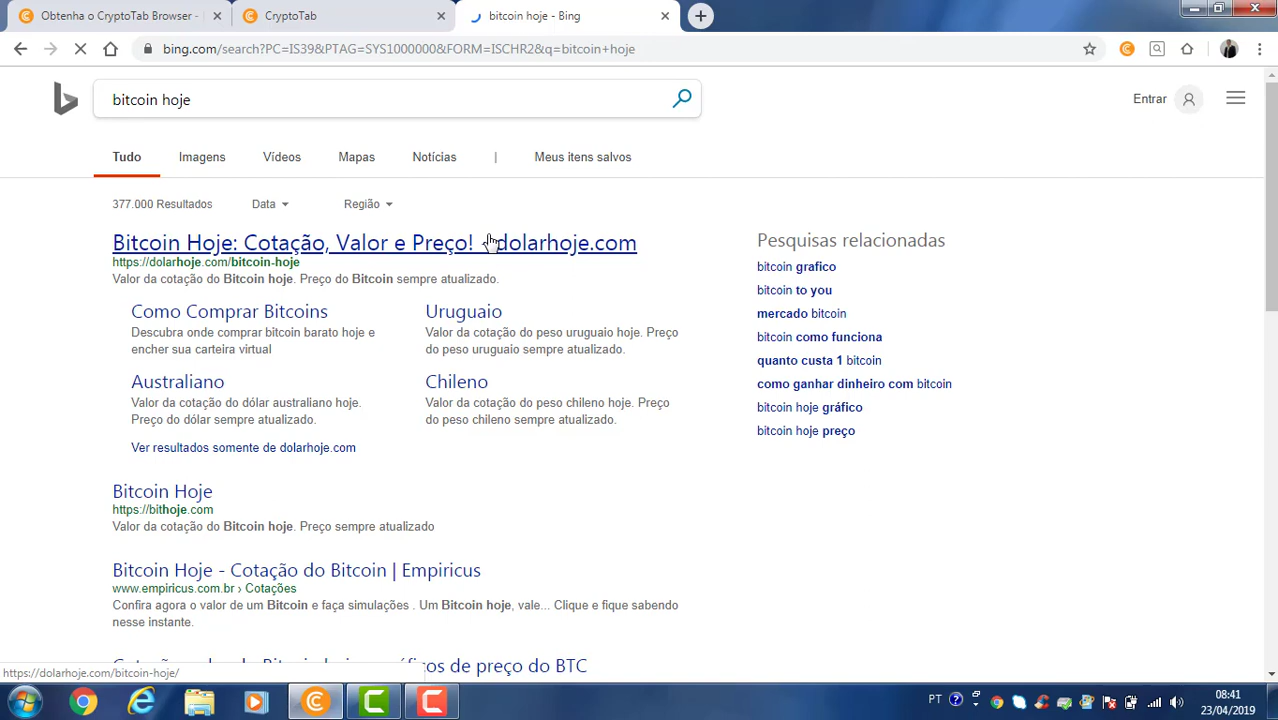 Obtenha o CryptoTab Browser -
CryptoTab
bitcoin hoje - Bing
bing.com/search?PC=IS39&PTAG=SYS1000000&FORM=ISCHR2&q=bitcoin+hoje
bitcoin hoje
Entrar
Tudo
Imagens
Vídeos
Mapas
Notícias
|
Meus itens salvos
377.000 Resultados
Data
Região
Bitcoin Hoje: Cotação, Valor e Preço! - dolarhoje.com
https://dolarhoje.com/bitcoin-hoje
Valor da cotação do Bitcoin hoje. Preço do Bitcoin sempre atualizado.
Como Comprar Bitcoins
Descubra onde comprar bitcoin barato hoje e
encher sua carteira virtual
Uruguaio
Valor da cotação do peso uruguaio hoje. Preço
do peso uruguaio sempre atualizado.
Australiano
Valor da cotação do dólar australiano hoje.
Preço do dólar sempre atualizado.
Chileno
Valor da cotação do peso chileno hoje. Preço
do peso chileno sempre atualizado.
Ver resultados somente de dolarhoje.com
Bitcoin Hoje
https://bithoje.com
Valor da cotação do Bitcoin hoje. Preço sempre atualizado
Bitcoin Hoje - Cotação do Bitcoin | Empiricus
www.empiricus.com.br › Cotações
Confira agora o valor de um Bitcoin e faça simulações . Um Bitcoin hoje, vale... Clique e fique sabendo
nesse instante.
de preço do BTC
Pesquisas relacionadas
bitcoin grafico
bitcoin to you
mercado bitcoin
bitcoin como funciona
quanto custa 1 bitcoin
como ganhar dinheiro com bitcoin
bitcoin hoje gráfico
bitcoin hoje preço
https://dolarhoje.com/bitcoin-hoje/
PT
08:41
23/04/2019